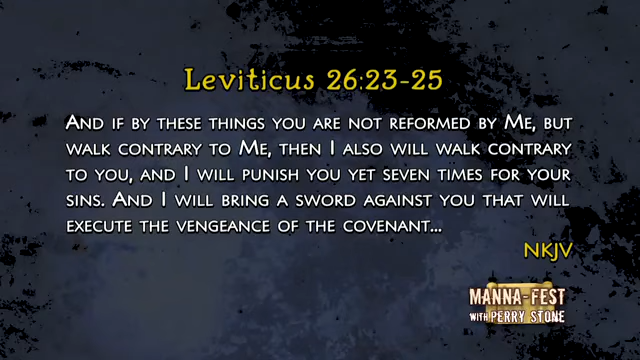 Leviticus 26:23-25
And if by these things you are not reformed by Me, but
walk contrary to Me, then I also will walk contrary
to you, and I will punish you yet seven times for your
sins. And I will bring a sword against you that will
execute the vengeance of the covenant...
NKJV
MANNA-FEST
WITH PERRY STONE